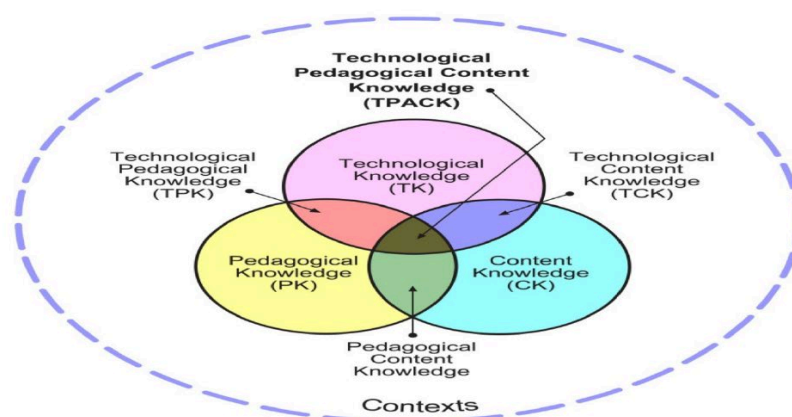 Technological
Pedagogical Content
Knowledge
(TPACK)
Technological
Pedagogical
Knowledge
(TPK)
Technological
Knowledge
(TK)
Technological
Content
Knowledge
(TCK)
Pedagogical
Knowledge
(PK)
Content
Knowledge
(CK)
Pedagogical
Content
Knowledge
Contexts